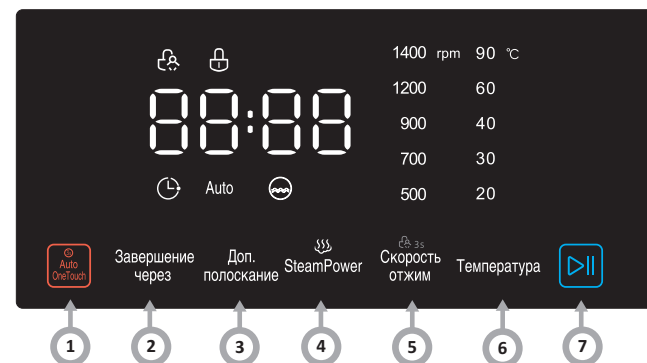 1400 rpm 90 °C
1200 60
88:88
900 40
700 30
Auto
500 20
Auto
OneTouch
Завершение
через
Доп.
полоскание
SteamPower
3s
Скорость
отжим
Температура
1 2 3 4 5 6 7